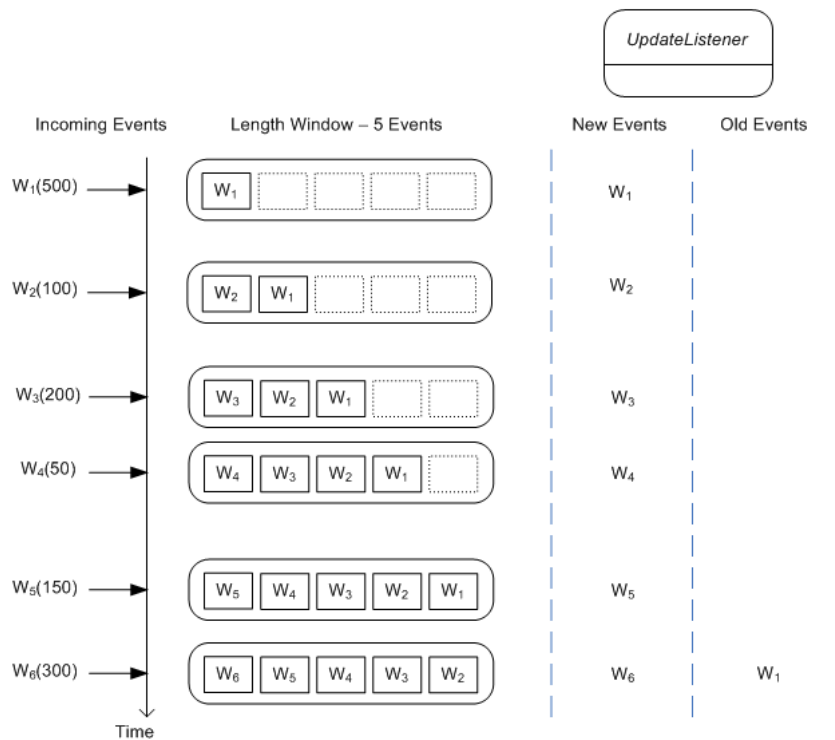 UpdateListener
Incoming Events Length Window – 5 Events New Events Old Events
W₁(500) W₁ W₁
W₂(100) W₂ W₁ W₂
W₃(200) W₃ W₂ W₁ W₃
W₄(50) W₄ W₃ W₂ W₁ W₄
W₅(150) W₅ W₄ W₃ W₂ W₁ W₅
W₆(300) W₆ W₅ W₄ W₃ W₂ W₆ W₁
Time